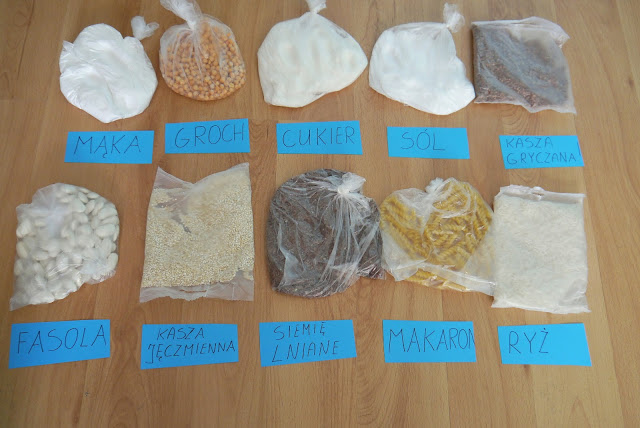 MĄKA
GROCH
CUKIER
SÓL
KASZA
GRYCZANA
FASOLA
KASZA
JĘCZMIENNA
SIEMIĘ
LNIANE
MAKARON
RYŻ